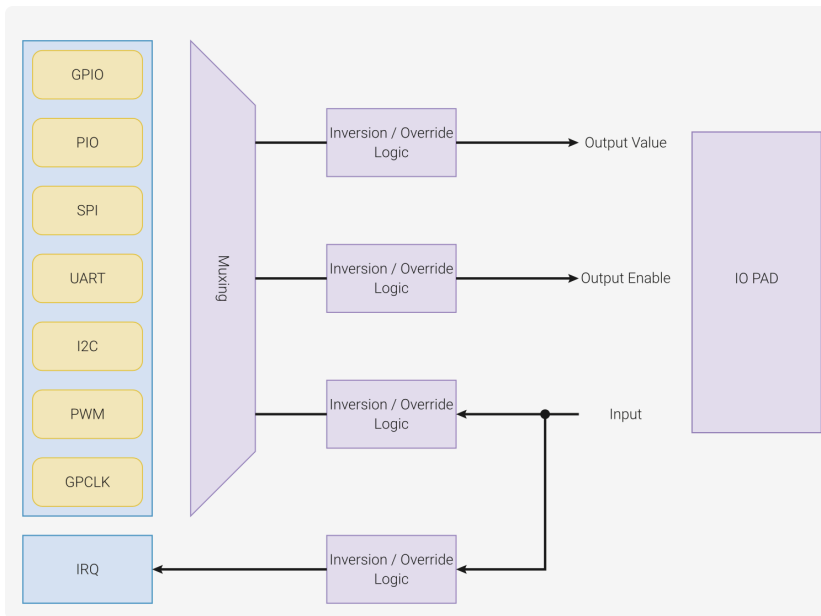 GPIO
PIO
SPI
UART
I2C
PWM
GPCLK
IRQ
Muxing
Inversion / Override
Logic
Output Value
Inversion / Override
Logic
Output Enable
Inversion / Override
Logic
Input
Inversion / Override
Logic
IO PAD